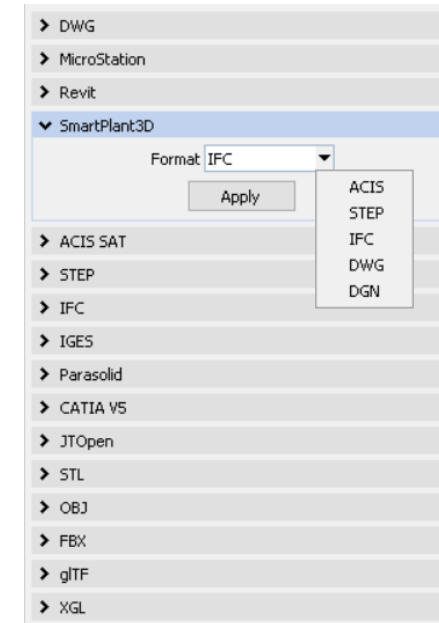 DWG
MicroStation
Revit
SmartPlant3D
Format IFC
Apply
ACIS
STEP
IFC
DWG
DGN
ACIS SAT
STEP
IFC
IGES
Parasolid
CATIA V5
JTOpen
STL
OBJ
FBX
glTF
XGL